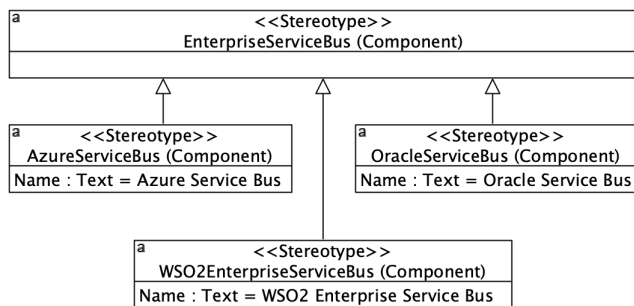 a
<<Stereotype>>
EnterpriseServiceBus (Component)
a
<<Stereotype>>
AzureServiceBus (Component)
Name : Text = Azure Service Bus
a
<<Stereotype>>
OracleServiceBus (Component)
Name : Text = Oracle Service Bus
a
<<Stereotype>>
WSO2EnterpriseServiceBus (Component)
Name : Text = WSO2 Enterprise Service Bus